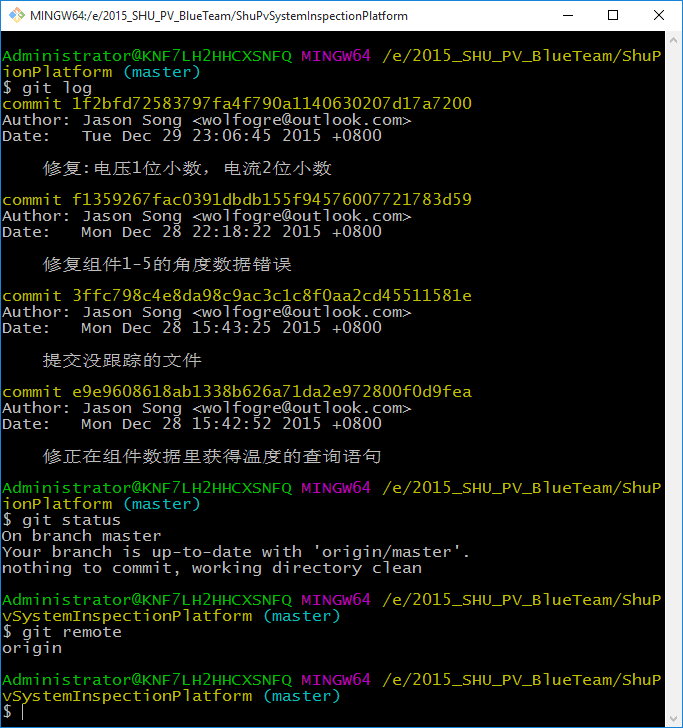 MINGW64:/e/2015_SHU_PV_BlueTeam/ShuPvSystemInspectionPlatform
Administrator@KNF7LH2HHCXSNFQ MINGW64 /e/2015_SHU_PV_BlueTeam/ShuP
ionPlatform (master)
$ git log
commit 1f2bfd72583797fa4f790a1140630207d17a7200
Author: Jason Song <wolfogre@outlook.com>
Date:   Tue Dec 29 23:06:45 2015 +0800
修复:电压1位小数，电流2位小数
commit f1359267fac0391dbdb155f94576007721783d59
Author: Jason Song <wolfogre@outlook.com>
Date:   Mon Dec 28 22:18:22 2015 +0800
修复组件1-5的角度数据错误
commit 3ffc798c4e8da98c9ac3c1c8f0aa2cd45511581e
Author: Jason Song <wolfogre@outlook.com>
Date:   Mon Dec 28 15:43:25 2015 +0800
提交没跟踪的文件
commit e9e9608618ab1338b626a71da2e972800f0d9fea
Author: Jason Song <wolfogre@outlook.com>
Date:   Mon Dec 28 15:42:52 2015 +0800
修正在组件数据里获得温度的查询语句
Administrator@KNF7LH2HHCXSNFQ MINGW64 /e/2015_SHU_PV_BlueTeam/ShuP
ionPlatform (master)
$ git status
On branch master
Your branch is up-to-date with 'origin/master'.
nothing to commit, working directory clean
Administrator@KNF7LH2HHCXSNFQ MINGW64 /e/2015_SHU_PV_BlueTeam/ShuP
vSystemInspectionPlatform (master)
$ git remote
origin
Administrator@KNF7LH2HHCXSNFQ MINGW64 /e/2015_SHU_PV_BlueTeam/ShuP
vSystemInspectionPlatform (master)
$